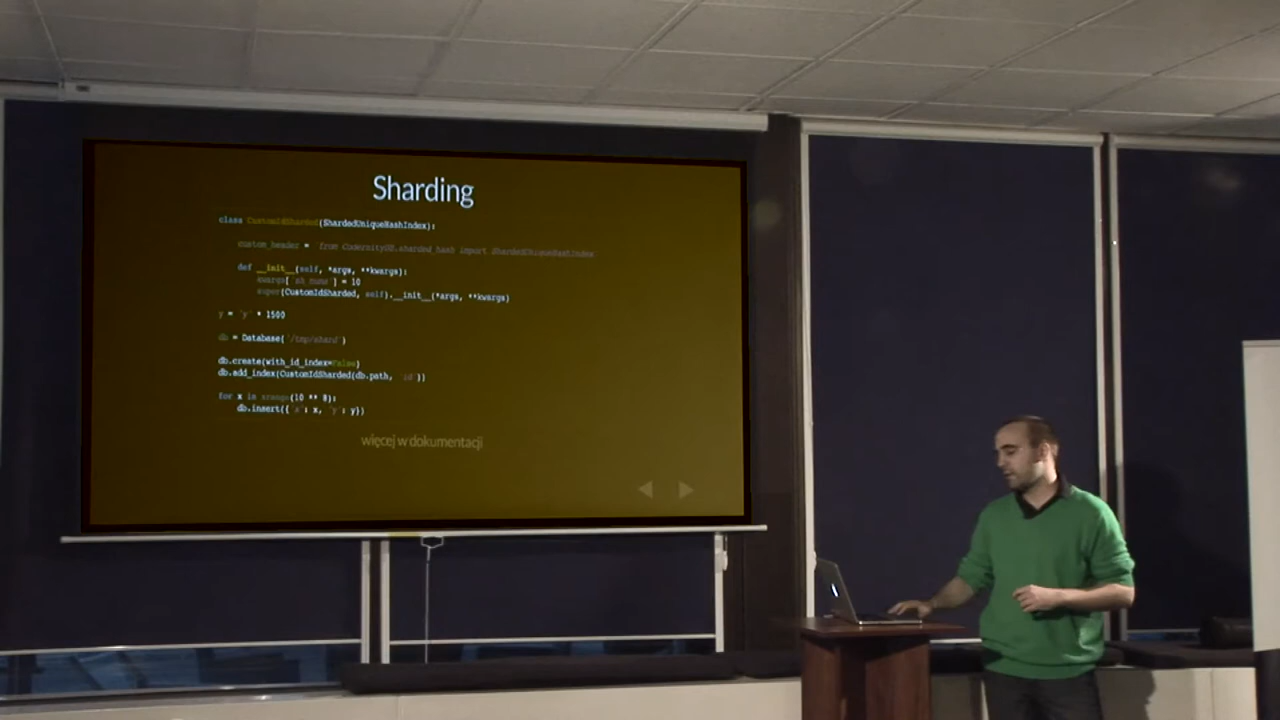 Sharding
class CustomIdSharded(ShardedUniqueHashIndex):
custom_header = 'from CodernityDB.sharded_hash import ShardedUniqueHashIndex'
def __init__(self, *args, **kwargs):
kwargs['sh_nums'] = 10
super(CustomIdSharded, self).__init__(*args, **kwargs)
y = 'y' * 1500
db = Database('/tmp/shard')
db.create(with_id_index=False)
db.add_index(CustomIdSharded(db.path, 'id'))
for x in xrange(10 ** 8):
db.insert({'x': x, 'y': y})
więcej w dokumentacji